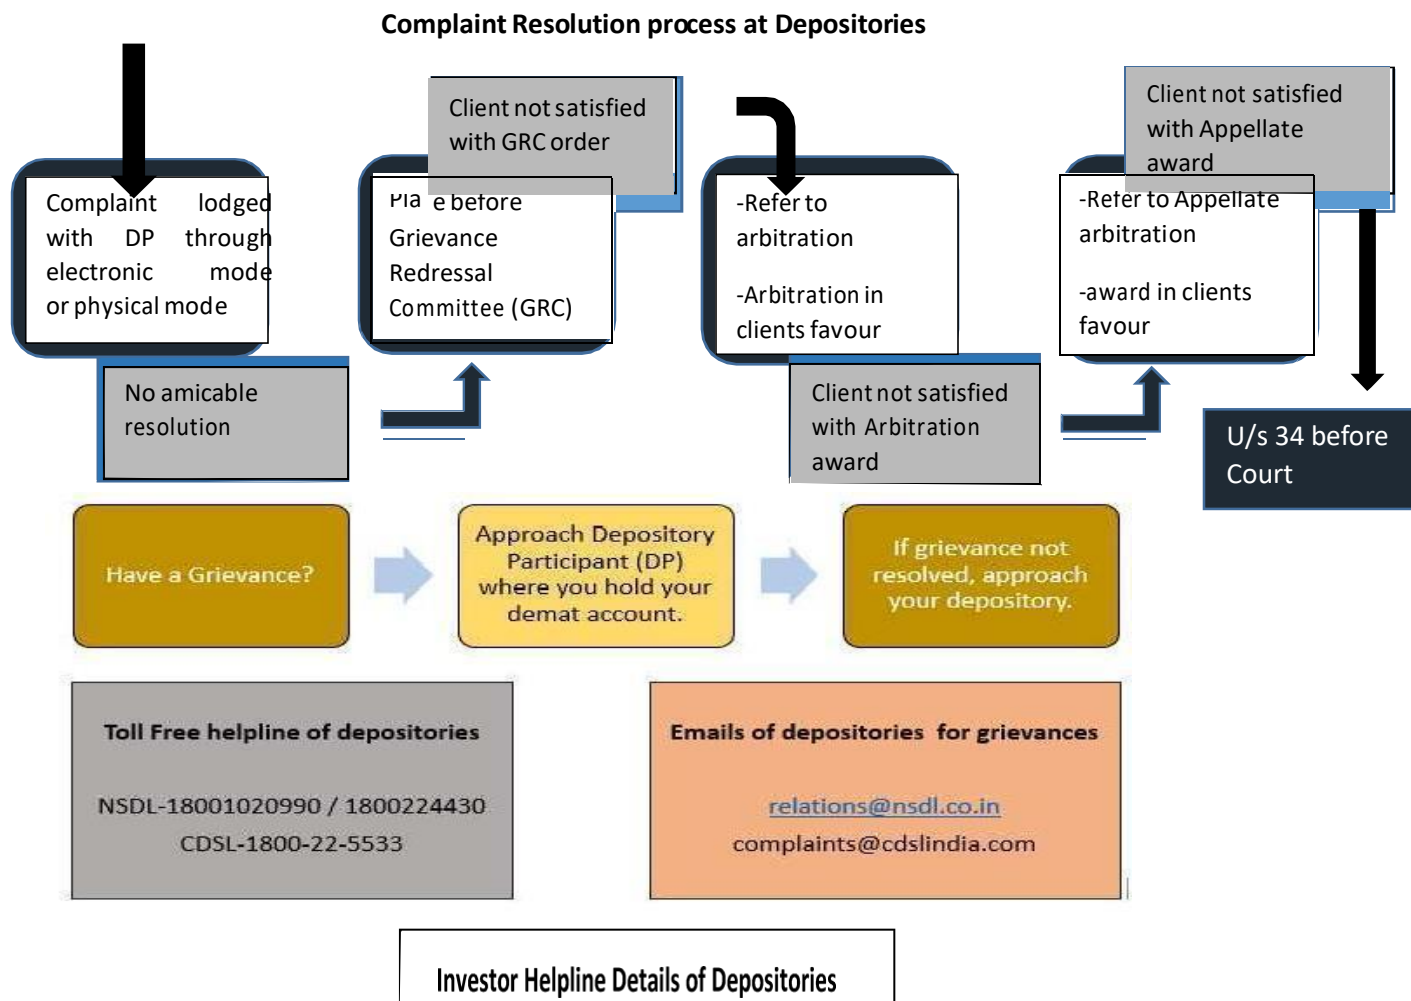 Complaint Resolution process at Depositories
Client not satisfied
with GRC order
Client not satisfied
with Appellate
award
Complaint lodged
with DP through
electronic mode
or physical mode
e before
Grievance
Redressal
Committee (GRC)
-Refer to
arbitration
-Arbitration in
clients favour
-Refer to Appellate
arbitration
-award in clients
favour
No amicable
resolution
Client not satisfied
with Arbitration
award
U/s 34 before
Court
Have a Grievance?
Approach Depository
Participant (DP)
where you hold your
demat account.
If grievance not
resolved, approach
your depository.
Toll Free helpline of depositories
NSDL-18001020990 / 1800224430
CDSL-1800-22-5533
Emails of depositories for grievances
relations@nsdl.co.in
complaints@cdslindia.com
Investor Helpline Details of Depositories